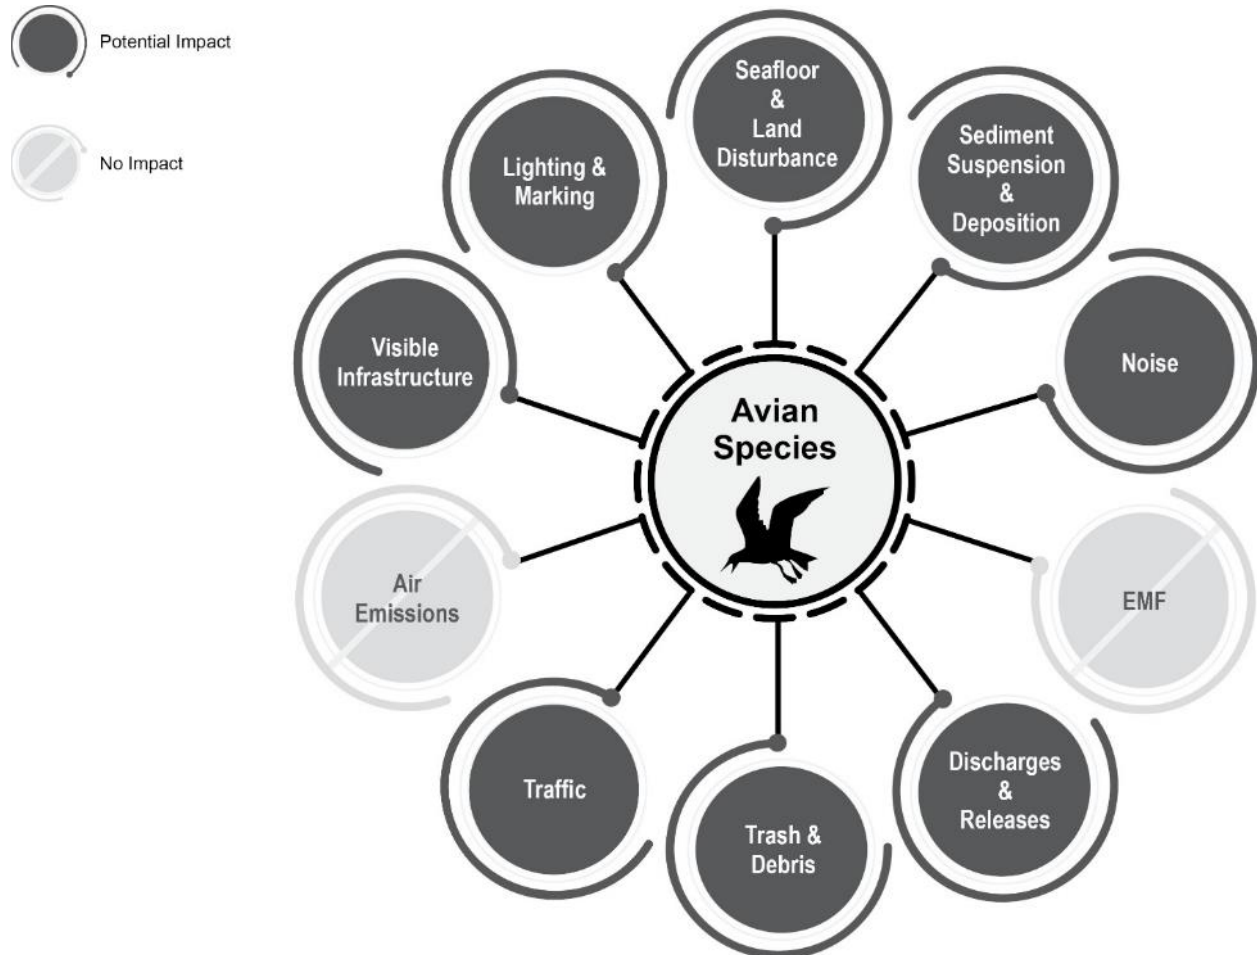 Potential Impact
No Impact
Seafloor
&
Land
Disturbance
Sediment
Suspension
&
Deposition
Noise
EMF
Discharges
&
Releases
Trash &
Debris
Traffic
Air
Emissions
Visible
Infrastructure
Lighting &
Marking
Avian
Species